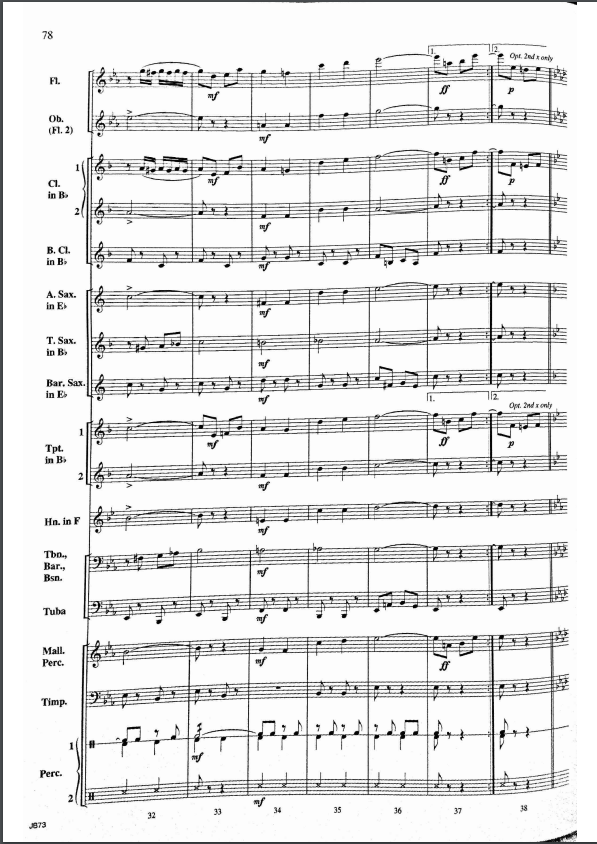 78
1.
2.
Fl.
Opt. 2nd x only
mf
ff
p
Ob.
(Fl. 2)
mf
1
mf
ff
p
Cl.
in B♭
2
mf
B. Cl.
in B♭
mf
A. Sax.
in E♭
mf
T. Sax.
in B♭
mf
Bar. Sax.
in E♭
mf
1.
2.
Opt. 2nd x only
1
mf
ff
p
Tpt.
in B♭
2
mf
Hn. in F
mf
Tbn.,
Bar.,
Bsn.
mf
Tuba
mf
Mall.
Perc.
mf
ff
Timp.
1
mf
Perc.
2
mf
32 33 34 35 36 37 38
JB73